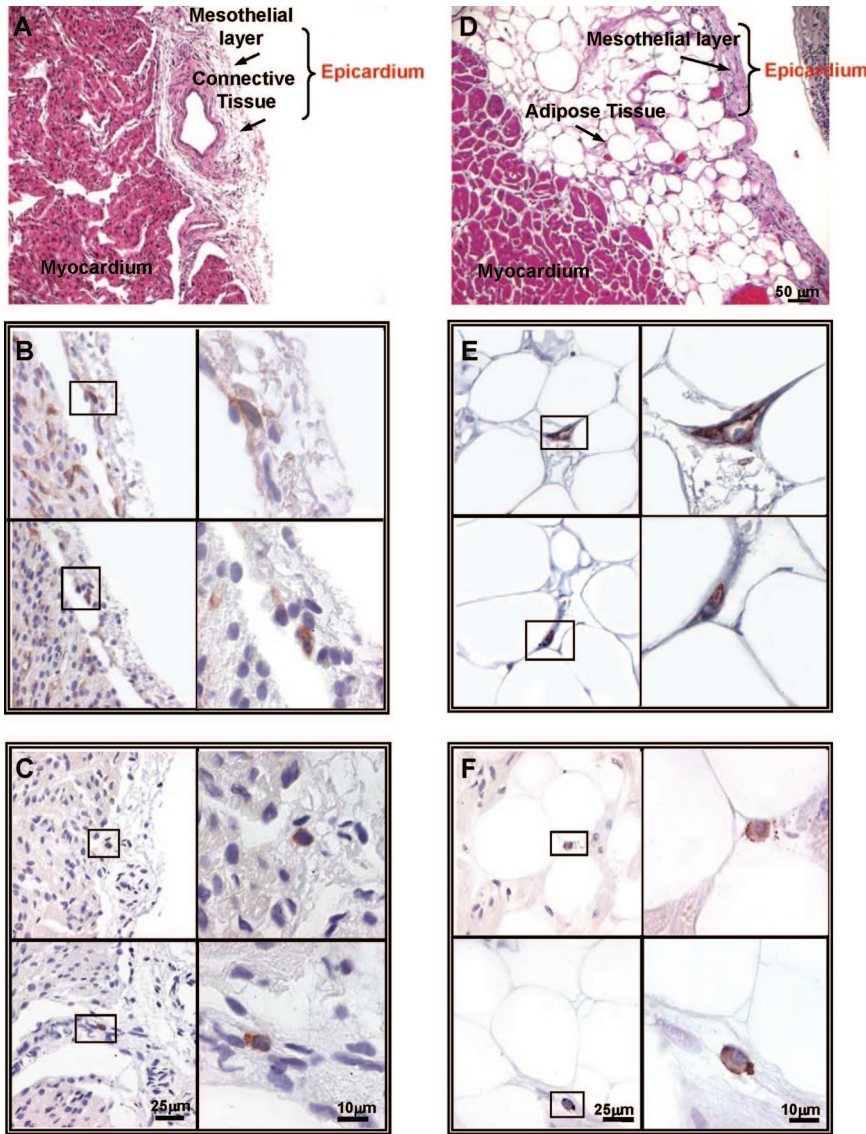 A
Mesothelial
layer
Connective
Tissue
Epicardium
Myocardium
D
Mesothelial layer
Epicardium
Adipose Tissue
Myocardium
50 µm
B
E
C
25µm
10µm
F
25µm
10µm